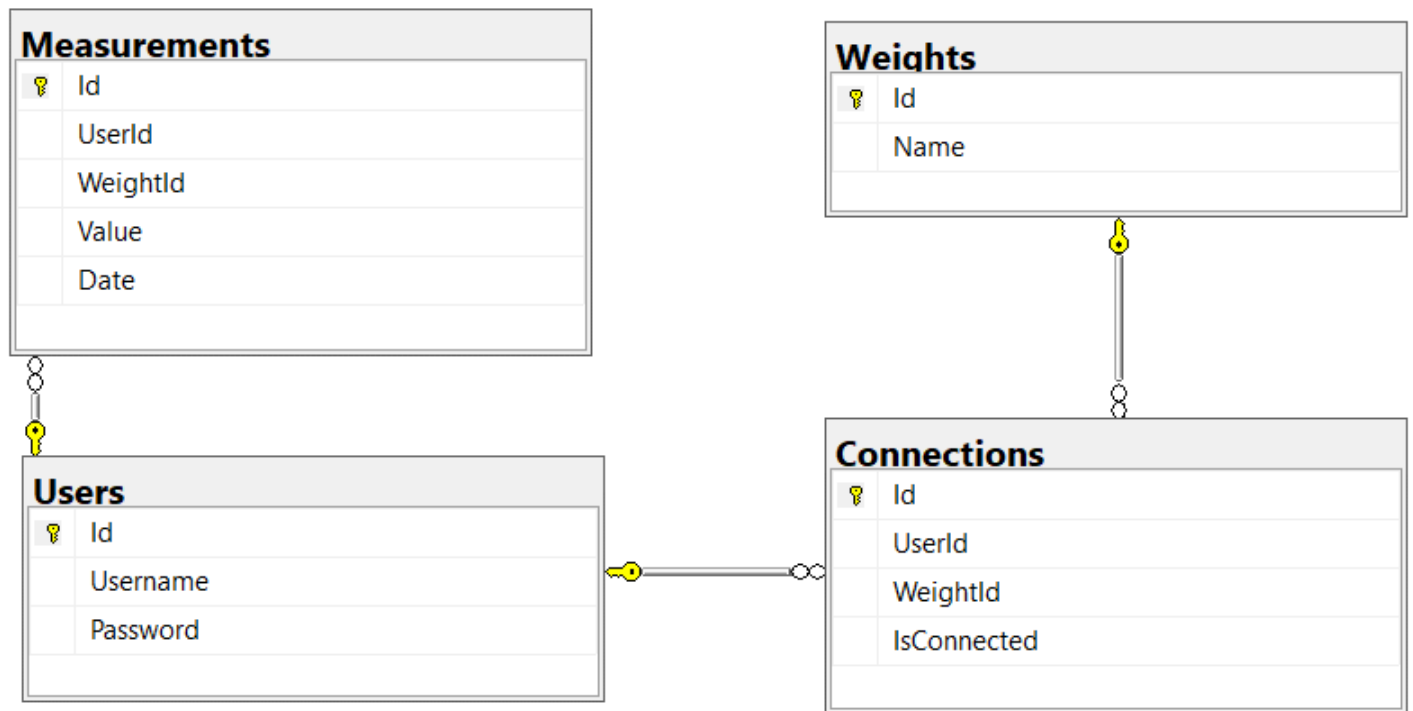 Measurements
Id
UserId
WeightId
Value
Date
Weights
Id
Name
Users
Id
Username
Password
Connections
Id
UserId
WeightId
IsConnected